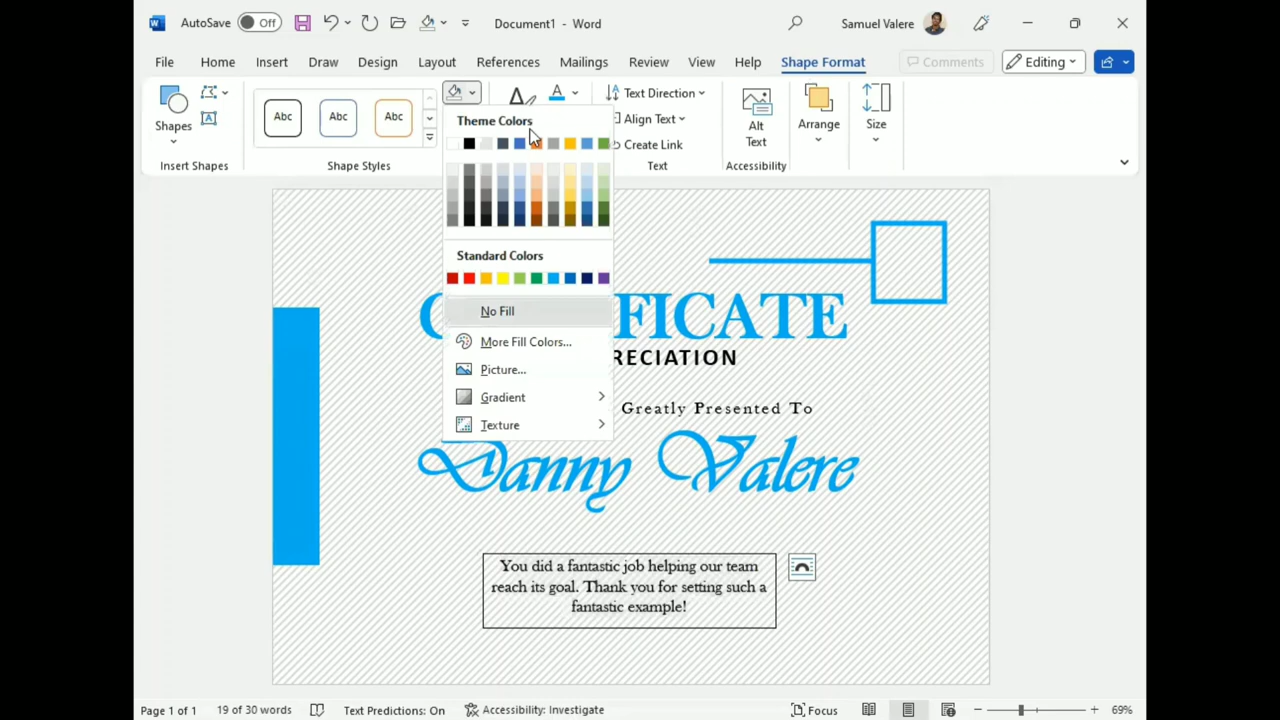 AutoSave Off Document1 - Word Samuel Valere
File Home Insert Draw Design Layout References Mailings Review View Help Shape Format Comments Editing
Shapes
Insert Shapes
Abc Abc Abc
Shape Styles
Text Direction
Align Text
Create Link
Text
Alt
Text
Accessibility
Arrange
Size
Theme Colors
Standard Colors
No Fill
More Fill Colors...
Picture...
Gradient
Texture
C FICATE
RECIATION
Greatly Presented To
Danny Valere
You did a fantastic job helping our team
reach its goal. Thank you for setting such a
fantastic example!
Page 1 of 1 19 of 30 words Text Predictions: On Accessibility: Investigate Focus 69%